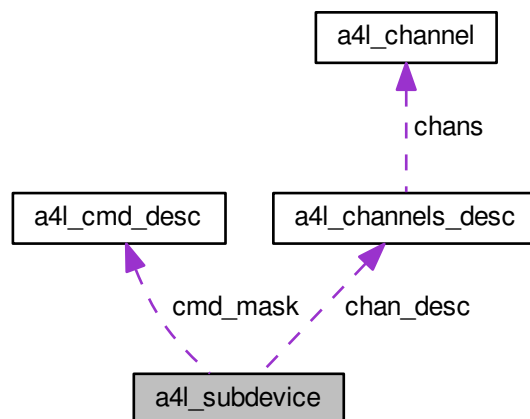 a4l_channel
chans
a4l_cmd_desc
a4l_channels_desc
cmd_mask
chan_desc
a4l_subdevice